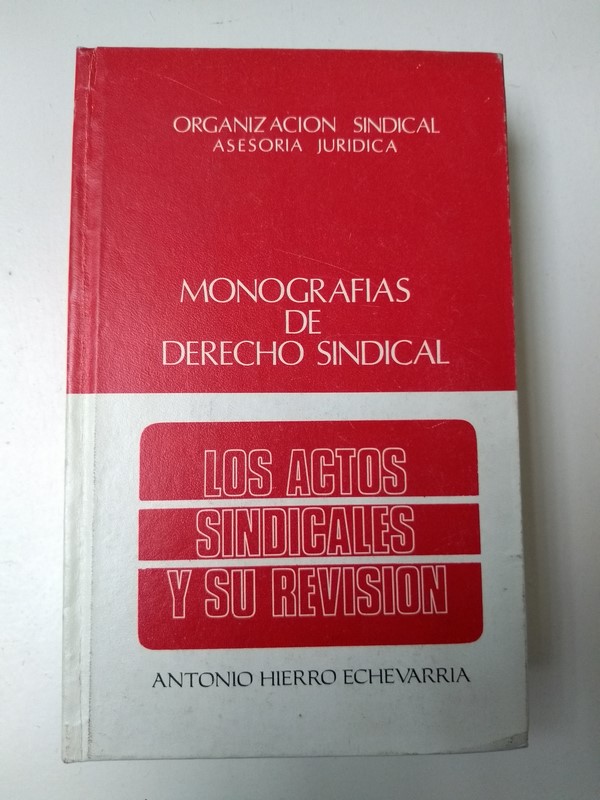 ORGANIZACION SINDICAL
ASESORIA JURIDICA
MONOGRAFIAS
DE
DERECHO SINDICAL
LOS ACTOS
SINDICALES
Y SU REVISION
ANTONIO HIERRO ECHEVARRIA